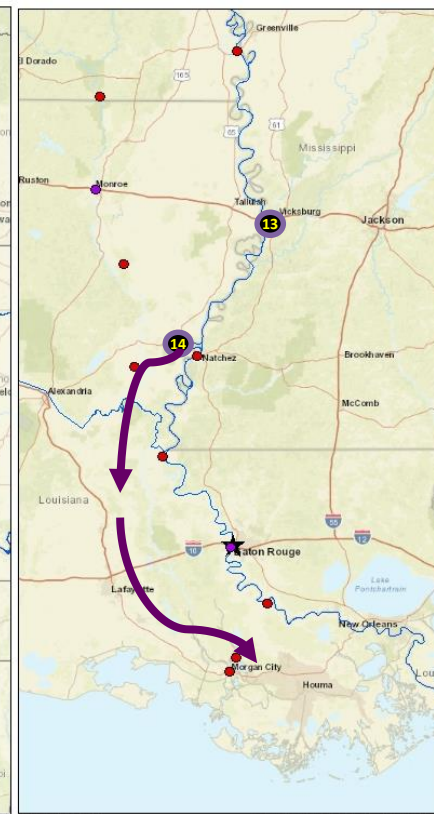 Greenville
l Dorado
165
65
61
Mississippi
Ruston
Monroe
Tallulah
Vicksburg
Jackson
13
14
Natchez
Brookhaven
Alexandria
McComb
Louisiana
55
10
12
Baton Rouge
Lake
Pontchartrain
Lafayette
New Orleans
Lou
Morgan City
Houma